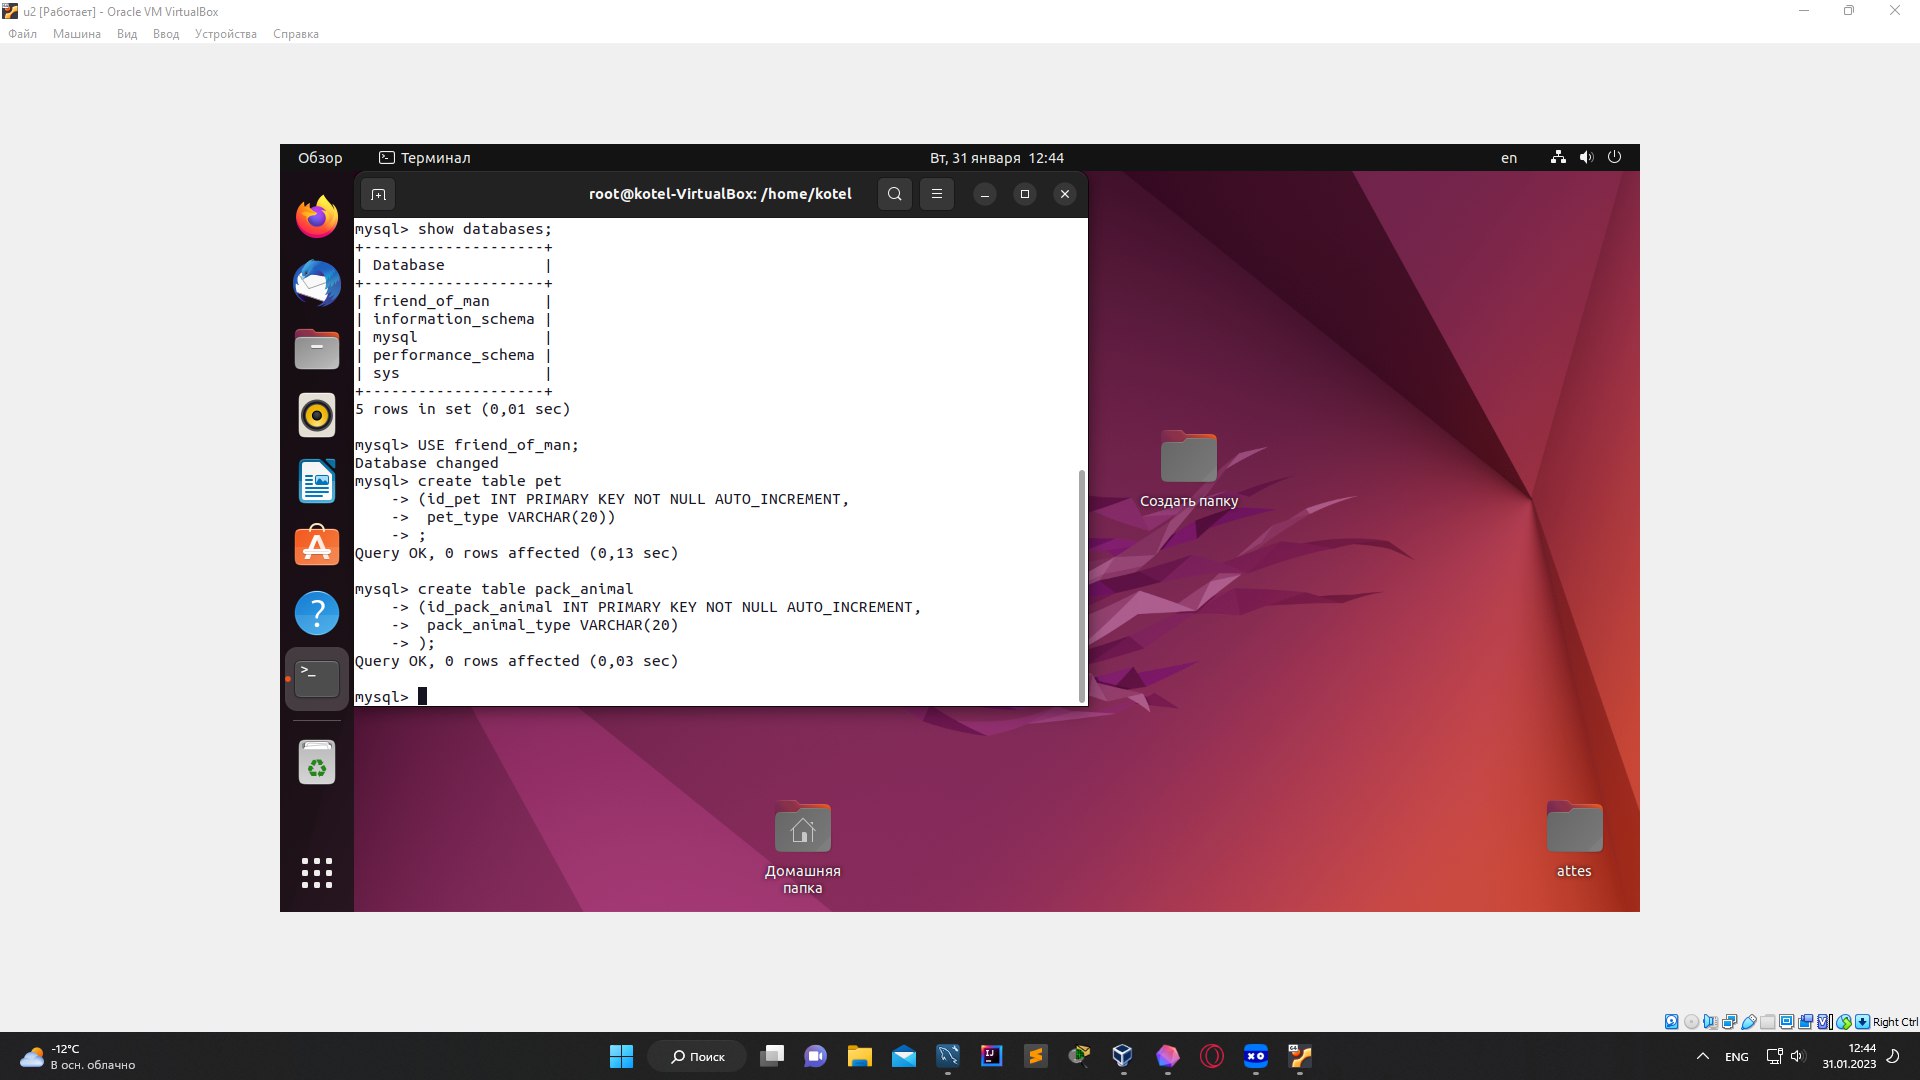 u2 [Работает] - Oracle VM VirtualBox
Файл Машина Вид Ввод Устройства Справка
Обзор Терминал Вт, 31 января 12:44 en
root@kotel-VirtualBox: /home/kotel
mysql> show databases;
+--------------------+
| Database           |
+--------------------+
| friend_of_man      |
| information_schema |
| mysql              |
| performance_schema |
| sys                |
+--------------------+
5 rows in set (0,01 sec)
mysql> USE friend_of_man;
Database changed
mysql> create table pet
    -> (id_pet INT PRIMARY KEY NOT NULL AUTO_INCREMENT,
    ->  pet_type VARCHAR(20))
    -> ;
Query OK, 0 rows affected (0,13 sec)
mysql> create table pack_animal
    -> (id_pack_animal INT PRIMARY KEY NOT NULL AUTO_INCREMENT,
    ->  pack_animal_type VARCHAR(20)
    -> );
Query OK, 0 rows affected (0,03 sec)
mysql>
Создать папку
Домашняя
папка
attes
Right Ctrl
-12°C
В осн. облачно
Поиск
ENG
12:44
31.01.2023